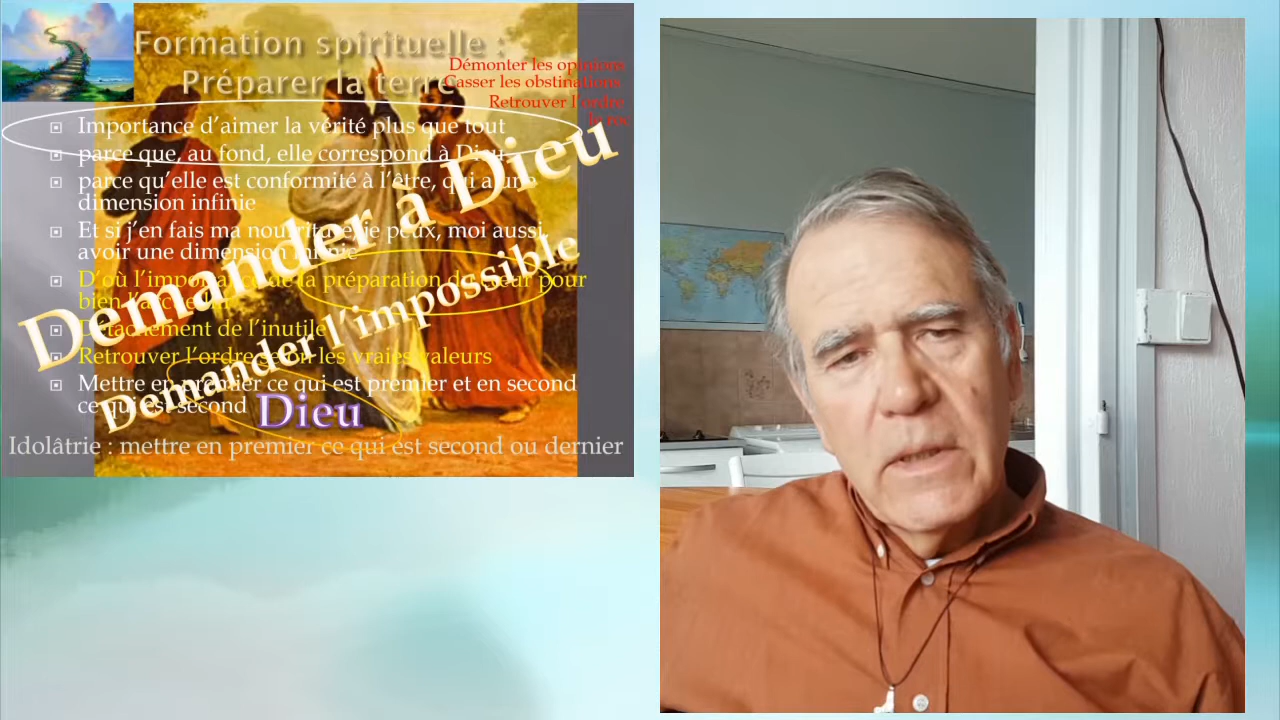 Formation spirituelle :
Préparer la terre
Démonter les opinions
Casser les obstinations
Retrouver l'ordre
le roc
Importance d'aimer la vérité plus que tout
parce que, au fond, elle correspond à Dieu
parce qu'elle est conformité à l'être, qui a une
dimension infinie
Et si j'en fais ma nourriture, je peux, moi aussi,
avoir une dimension infinie
D'où l'importance de la préparation du cœur pour
bien
Détachement de l'inutile
Retrouver l'ordre selon les vraies valeurs
Mettre en premier ce qui est premier et en second
ce qui est second
Dieu
Idolâtrie : mettre en premier ce qui est second ou dernier
Demander à Dieu
Demander l'impossible